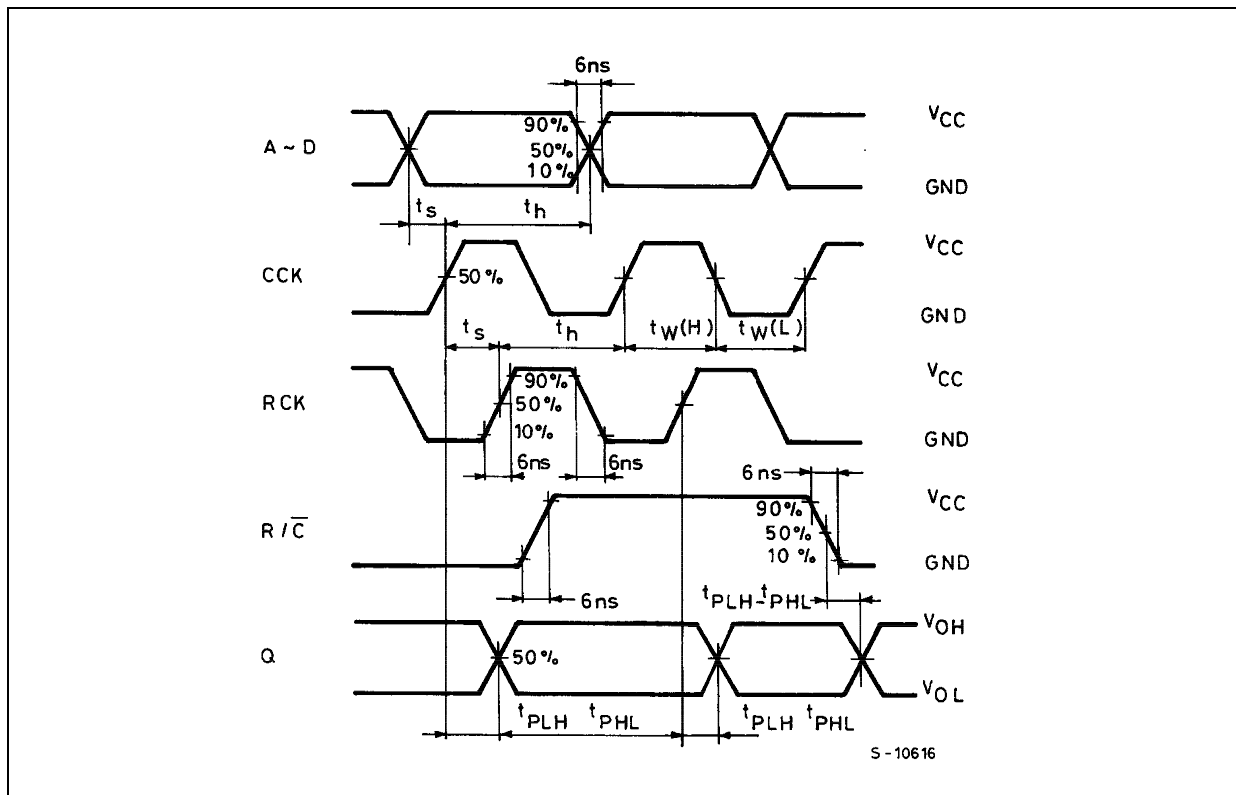 6ns
A ~ D
90%
50%
10%
VCC
GND
ts
th
CCK
50%
VCC
GND
ts
th
tW(H)
tW(L)
RCK
90%
50%
10%
VCC
GND
6ns
6ns
6ns
R/C̅
90%
50%
10%
VCC
GND
6ns
tPLH-tPHL
Q
50%
VOH
VOL
tPLH
tPHL
tPLH
tPHL
S-10616